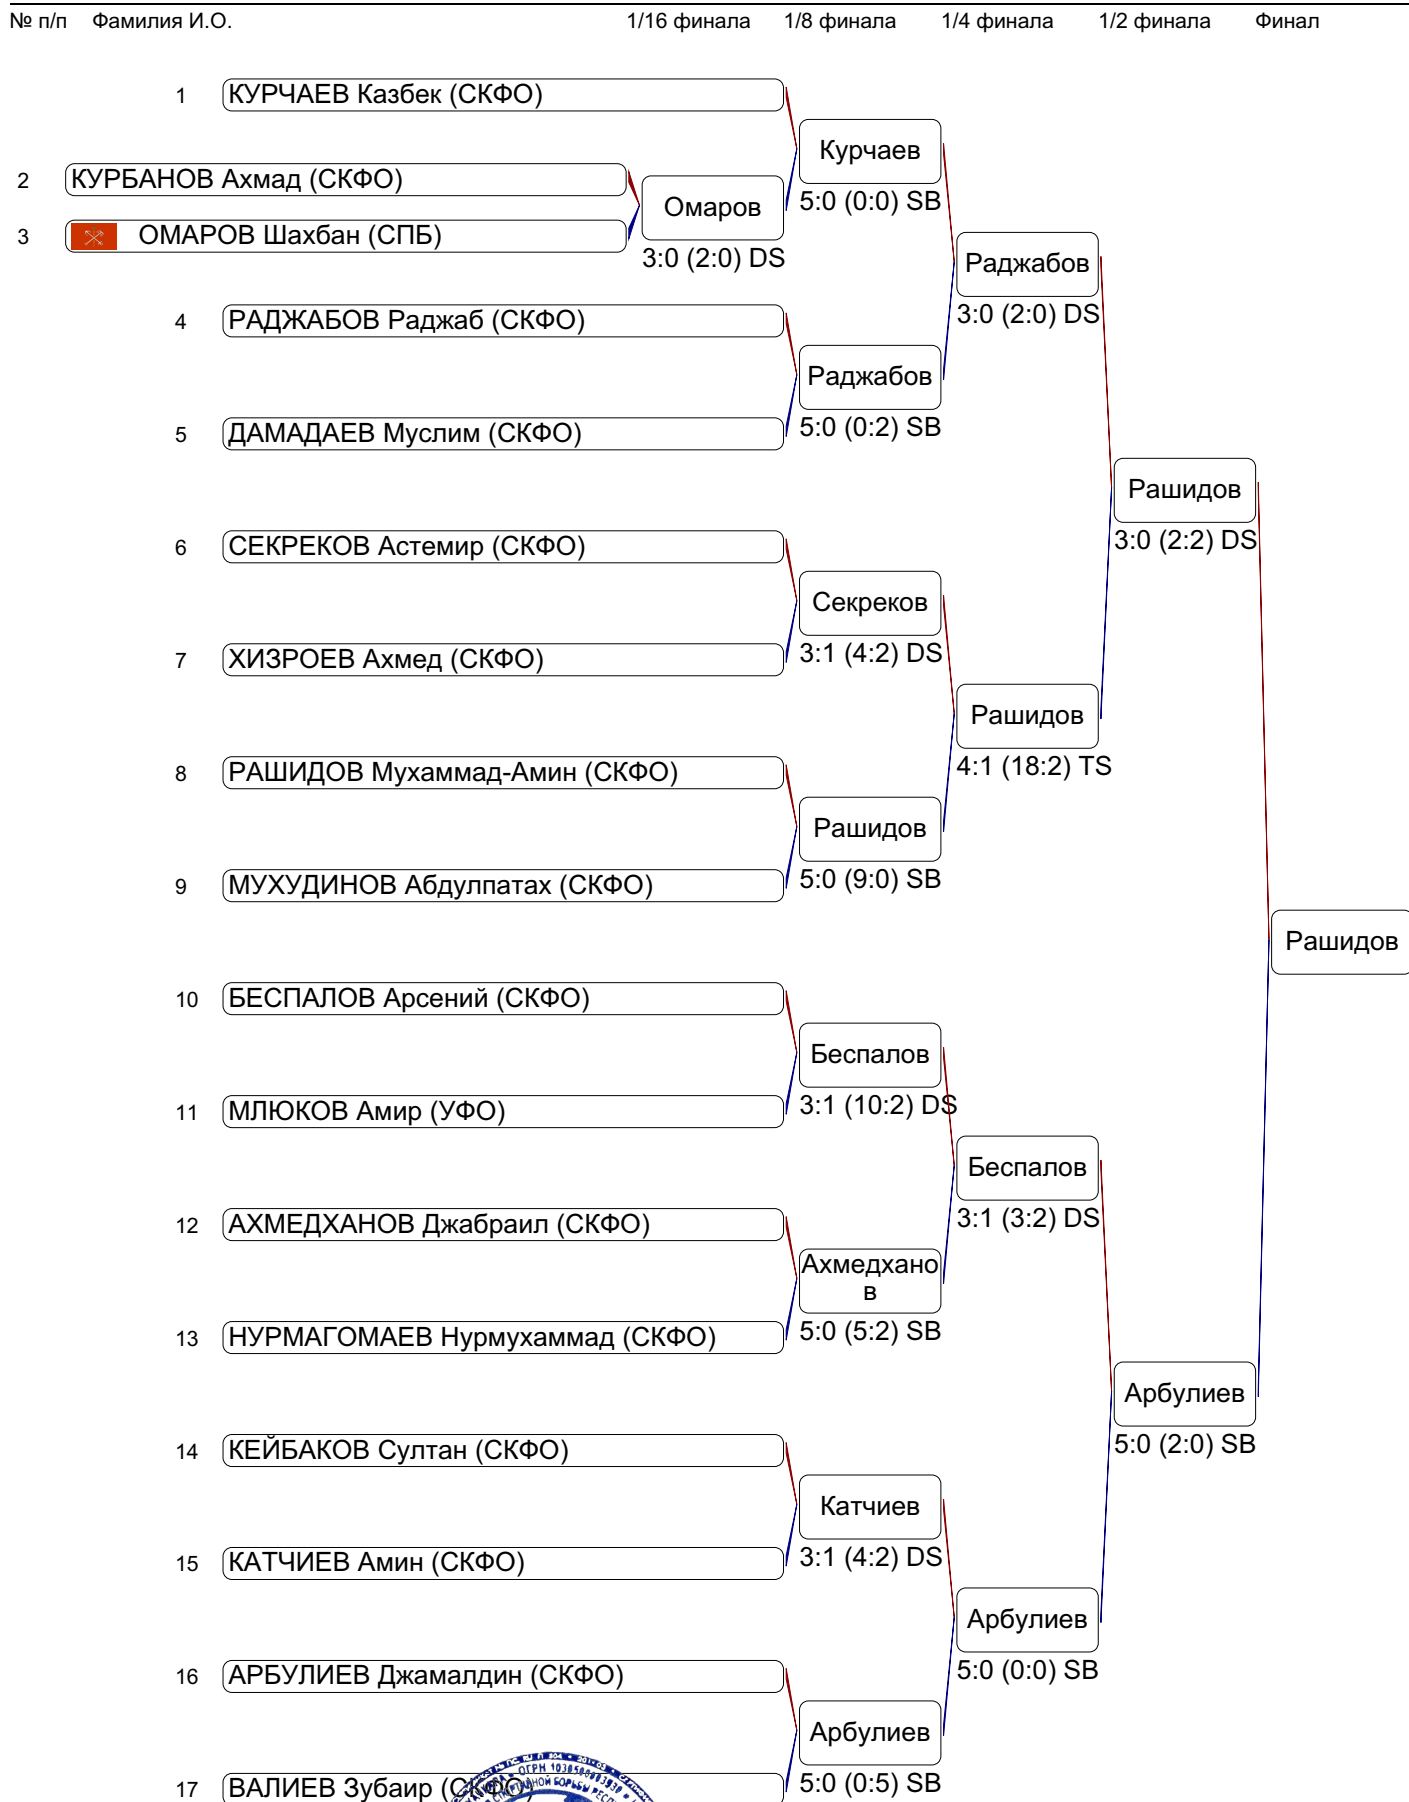 № п/п Фамилия И.О. 1/16 финала 1/8 финала 1/4 финала 1/2 финала Финал
1 КУРЧАЕВ Казбек (СКФО)
Курчаев
5:0 (0:0) SB
2 КУРБАНОВ Ахмад (СКФО)
Омаров
3:0 (2:0) DS
3 ОМАРОВ Шахбан (СПБ)
Раджабов
3:0 (2:0) DS
4 РАДЖАБОВ Раджаб (СКФО)
Раджабов
5:0 (0:2) SB
5 ДАМАДАЕВ Муслим (СКФО)
Рашидов
3:0 (2:2) DS
6 СЕКРЕКОВ Астемир (СКФО)
Секреков
3:1 (4:2) DS
7 ХИЗРОЕВ Ахмед (СКФО)
Рашидов
4:1 (18:2) TS
8 РАШИДОВ Мухаммад-Амин (СКФО)
Рашидов
5:0 (9:0) SB
9 МУХУДИНОВ Абдулпатах (СКФО)
Рашидов
10 БЕСПАЛОВ Арсений (СКФО)
Беспалов
3:1 (10:2) DS
11 МЛЮКОВ Амир (УФО)
Беспалов
3:1 (3:2) DS
12 АХМЕДХАНОВ Джабраил (СКФО)
Ахмедхано
в
5:0 (5:2) SB
13 НУРМАГОМАЕВ Нурмухаммад (СКФО)
Арбулиев
5:0 (2:0) SB
14 КЕЙБАКОВ Султан (СКФО)
Катчиев
3:1 (4:2) DS
15 КАТЧИЕВ Амин (СКФО)
Арбулиев
5:0 (0:0) SB
16 АРБУЛИЕВ Джамалдин (СКФО)
Арбулиев
5:0 (0:5) SB
17 ВАЛИЕВ Зубаир (СКФО)